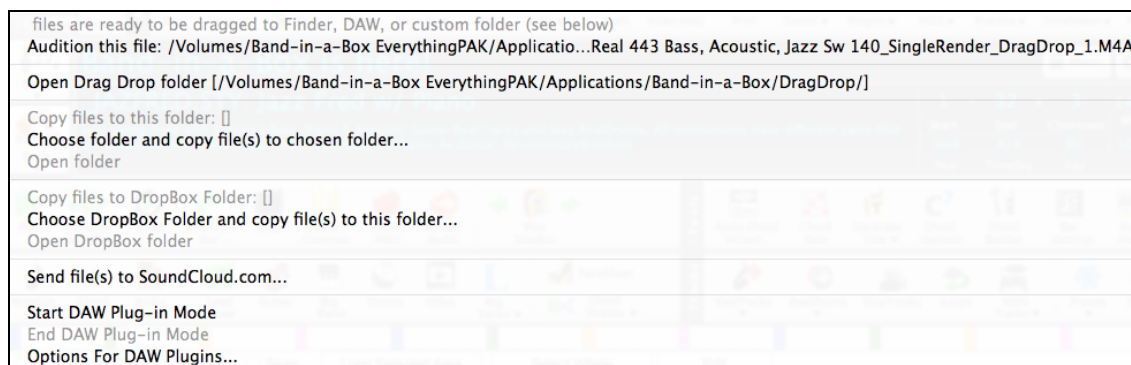 files are ready to be dragged to Finder, DAW, or custom folder (see below)
Audition this file: /Volumes/Band-in-a-Box EverythingPAK/Applicatio...Real 443 Bass, Acoustic, Jazz Sw 140_SingleRender_DragDrop_1.M4A
Open Drag Drop folder [/Volumes/Band-in-a-Box EverythingPAK/Applications/Band-in-a-Box/DragDrop/]
Copy files to this folder: []
Choose folder and copy file(s) to chosen folder...
Open folder
Copy files to DropBox Folder: []
Choose DropBox Folder and copy file(s) to this folder...
Open DropBox folder
Send file(s) to SoundCloud.com...
Start DAW Plug-in Mode
End DAW Plug-in Mode
Options For DAW Plugins...